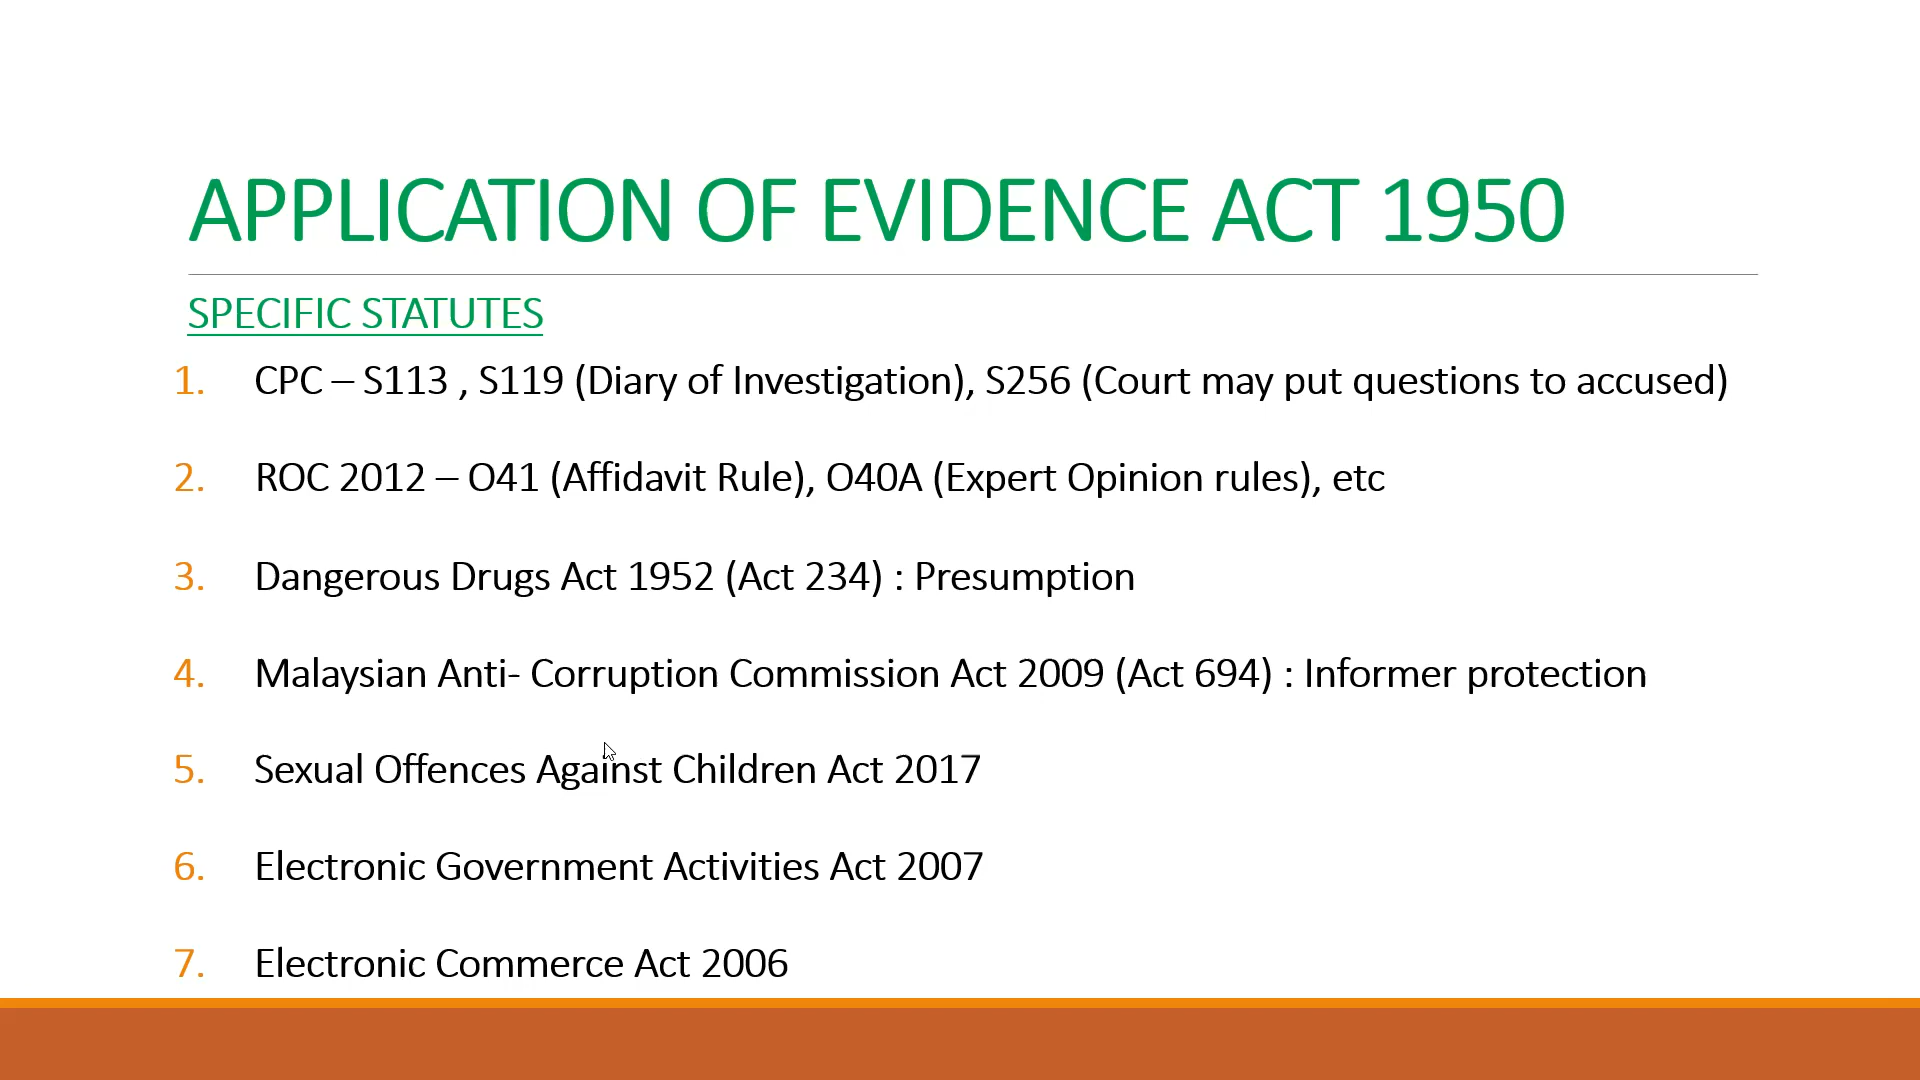 APPLICATION OF EVIDENCE ACT 1950
SPECIFIC STATUTES
1. CPC – S113 , S119 (Diary of Investigation), S256 (Court may put questions to accused)
2. ROC 2012 – O41 (Affidavit Rule), O40A (Expert Opinion rules), etc
3. Dangerous Drugs Act 1952 (Act 234) : Presumption
4. Malaysian Anti- Corruption Commission Act 2009 (Act 694) : Informer protection
5. Sexual Offences Against Children Act 2017
6. Electronic Government Activities Act 2007
7. Electronic Commerce Act 2006